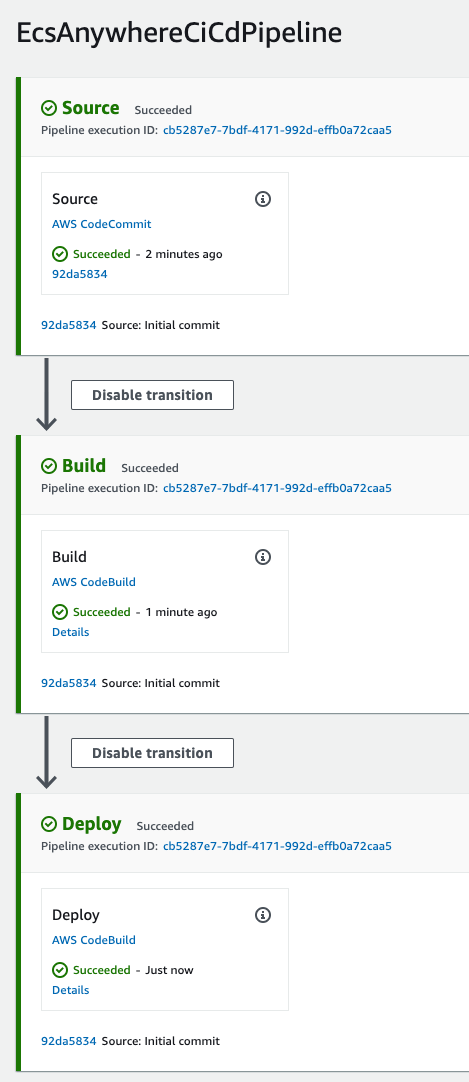 EcsAnywhereCiCdPipeline
Source Succeeded
Pipeline execution ID: cb5287e7-7bdf-4171-992d-effb0a72caa5
Source
AWS CodeCommit
Succeeded - 2 minutes ago
92da5834
92da5834 Source: Initial commit
Disable transition
Build Succeeded
Pipeline execution ID: cb5287e7-7bdf-4171-992d-effb0a72caa5
Build
AWS CodeBuild
Succeeded - 1 minute ago
Details
92da5834 Source: Initial commit
Disable transition
Deploy Succeeded
Pipeline execution ID: cb5287e7-7bdf-4171-992d-effb0a72caa5
Deploy
AWS CodeBuild
Succeeded - Just now
Details
92da5834 Source: Initial commit